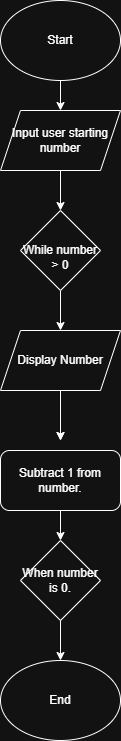 Start
Input user starting
number
While number
> 0
Display Number
Subtract 1 from
number.
When number
is 0.
End